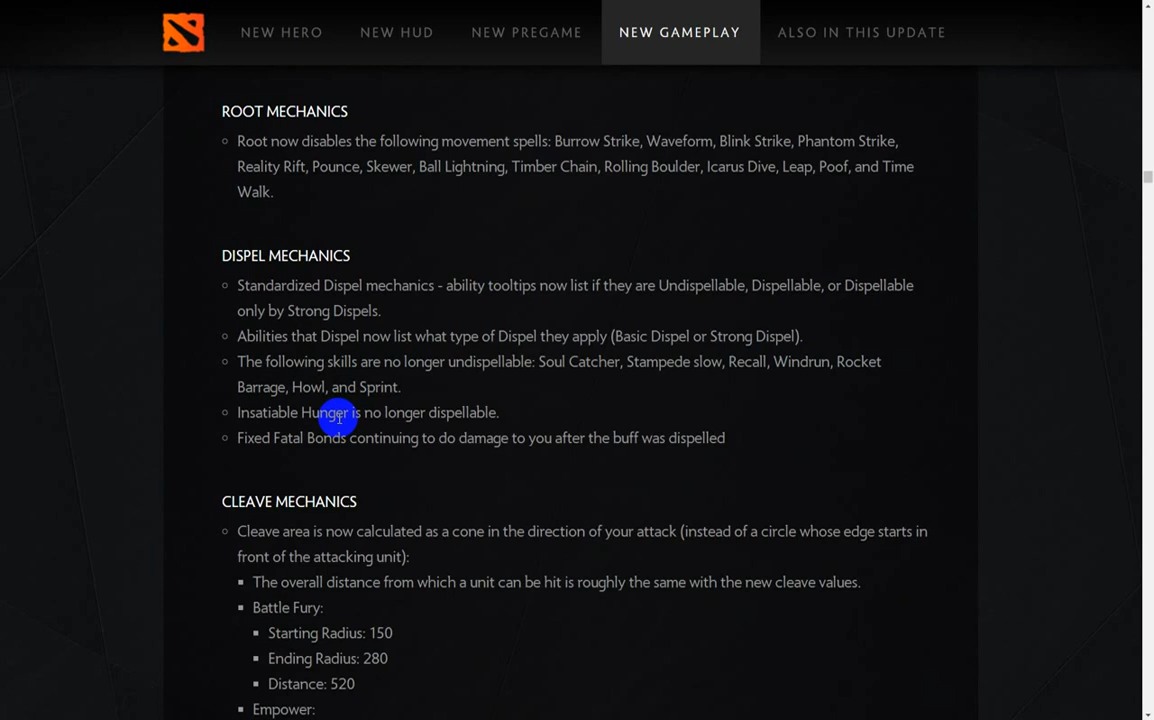 NEW HERO NEW HUD NEW PREGAME NEW GAMEPLAY ALSO IN THIS UPDATE
ROOT MECHANICS
Root now disables the following movement spells: Burrow Strike, Waveform, Blink Strike, Phantom Strike,
Reality Rift, Pounce, Skewer, Ball Lightning, Timber Chain, Rolling Boulder, Icarus Dive, Leap, Poof, and Time
Walk.
DISPEL MECHANICS
Standardized Dispel mechanics - ability tooltips now list if they are Undispellable, Dispellable, or Dispellable
only by Strong Dispels.
Abilities that Dispel now list what type of Dispel they apply (Basic Dispel or Strong Dispel).
The following skills are no longer undispellable: Soul Catcher, Stampede slow, Recall, Windrun, Rocket
Barrage, Howl, and Sprint.
Insatiable Hunger is no longer dispellable.
Fixed Fatal Bonds continuing to do damage to you after the buff was dispelled
CLEAVE MECHANICS
Cleave area is now calculated as a cone in the direction of your attack (instead of a circle whose edge starts in
front of the attacking unit):
The overall distance from which a unit can be hit is roughly the same with the new cleave values.
Battle Fury:
Starting Radius: 150
Ending Radius: 280
Distance: 520
Empower: